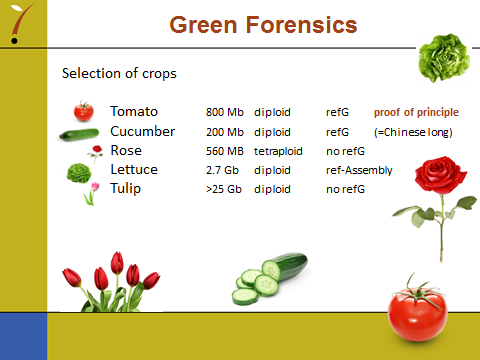 Green Forensics
Selection of crops
Tomato 800 Mb diploid refG proof of principle
Cucumber 200 Mb diploid refG (=Chinese long)
Rose 560 MB tetraploid no refG
Lettuce 2.7 Gb diploid ref-Assembly
Tulip >25 Gb diploid no refG